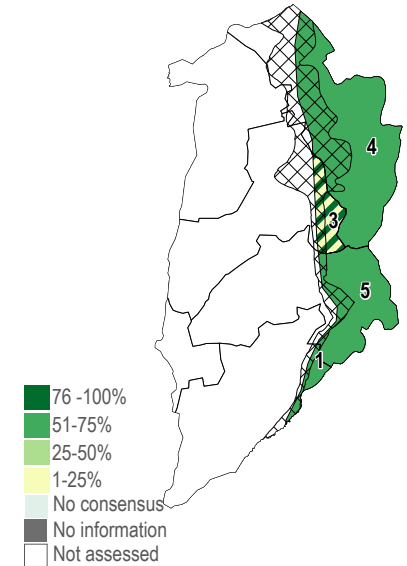 4
3
5
1
76 -100%
51-75%
25-50%
1-25%
No consensus
No information
Not assessed